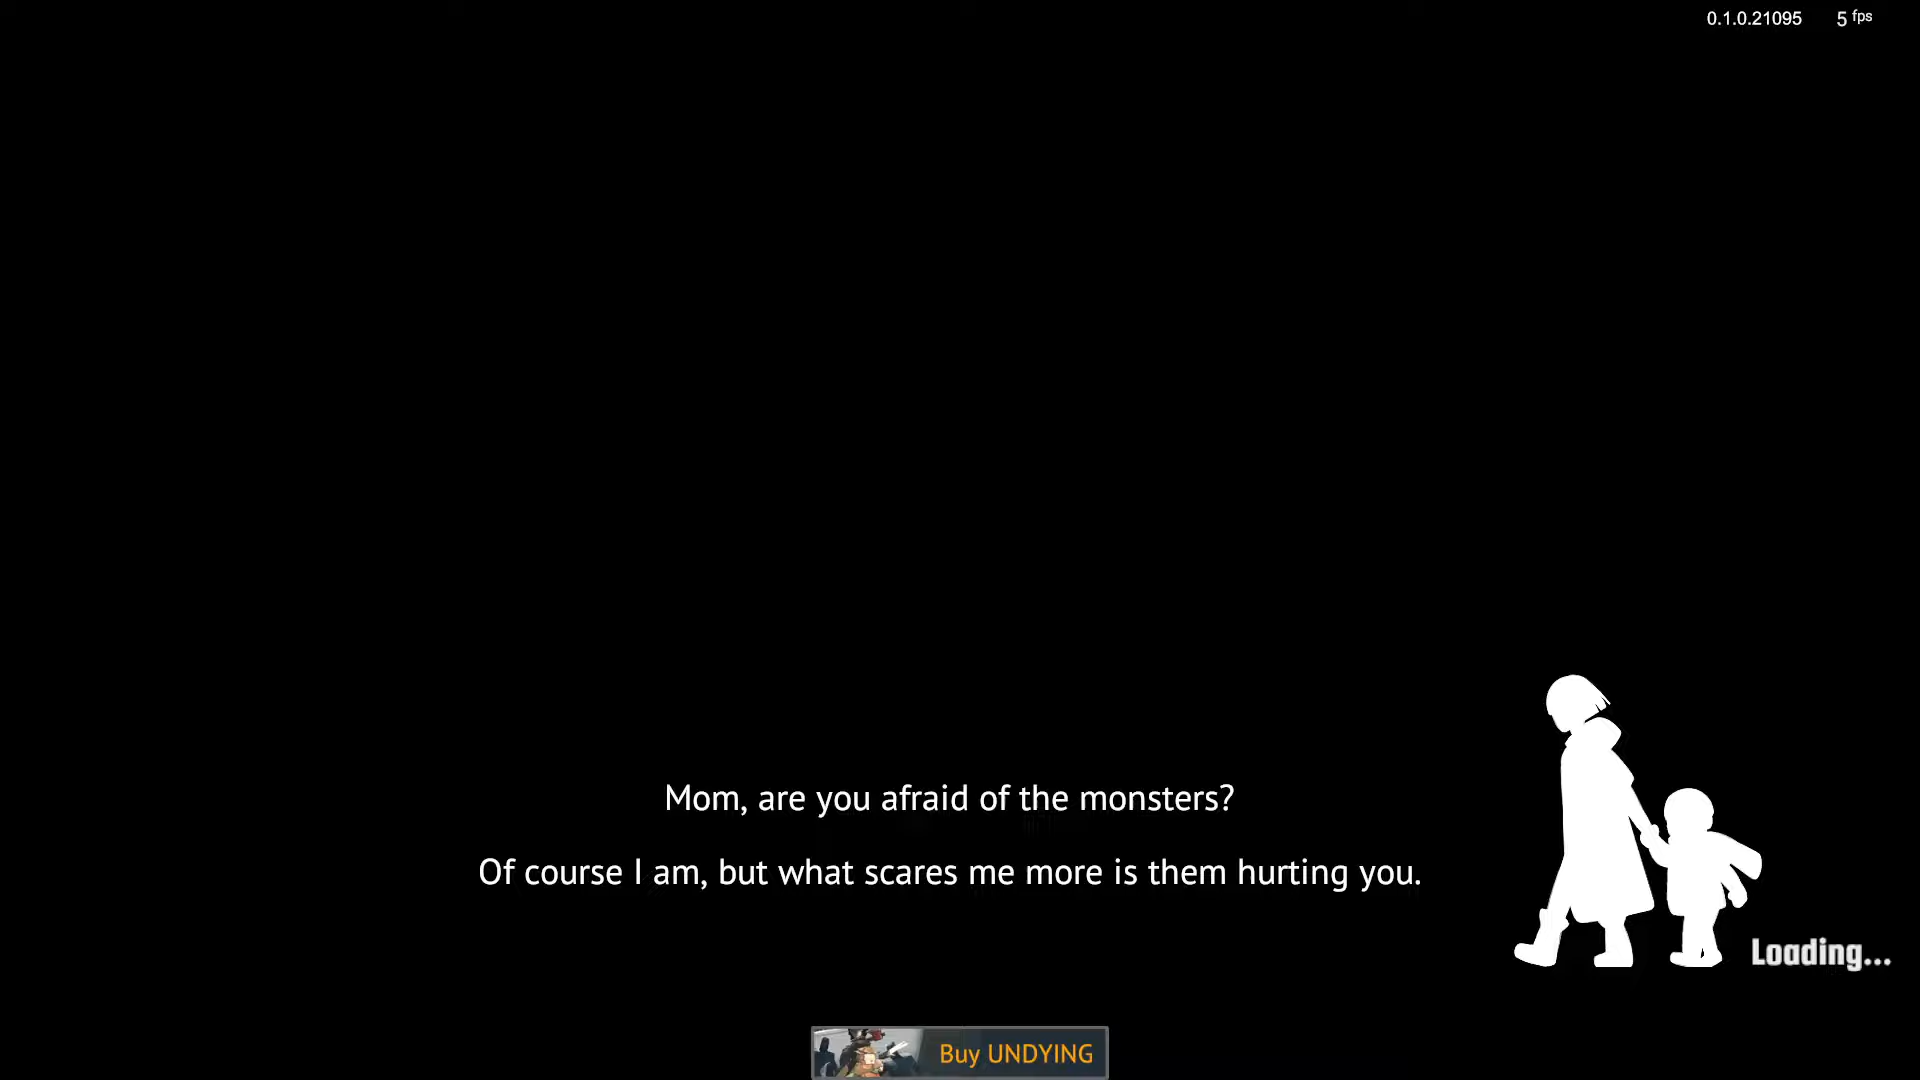 0.1.0.21095 5 fps
Mom, are you afraid of the monsters?
Of course I am, but what scares me more is them hurting you.
Loading...
Buy UNDYING